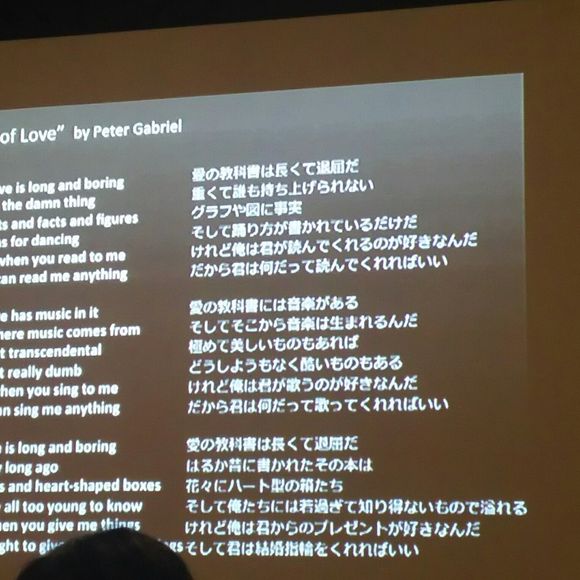 of Love” by Peter Gabriel
ve is long and boring 愛の教科書は長くて退屈だ
the damn thing 重くて誰も持ち上げられない
ts and facts and figures グラフや図に事実
ns for dancing そして踊り方が書かれているだけだ
when you read to me けれど俺は君が読んでくれるのが好きなんだ
can read me anything だから君は何だって読んでくれればいい
e has music in it 愛の教科書には音楽がある
here music comes from そしてそこから音楽は生まれるんだ
t transcendental 極めて美しいものもあれば
t really dumb どうしようもなく酷いものもある
hen you sing to me けれど俺は君が歌うのが好きなんだ
n sing me anything だから君は何だって歌ってくれればいい
e is long and boring 愛の教科書は長くて退屈だ
y long ago はるか昔に書かれたその本は
s and heart-shaped boxes 花々にハート型の箱たち
e all too young to know そして俺たちには若過ぎて知り得ないもので溢れる
hen you give me things けれど俺は君からのプレゼントが好きなんだ
ght to give ngs そして君は結婚指輪をくれればいい